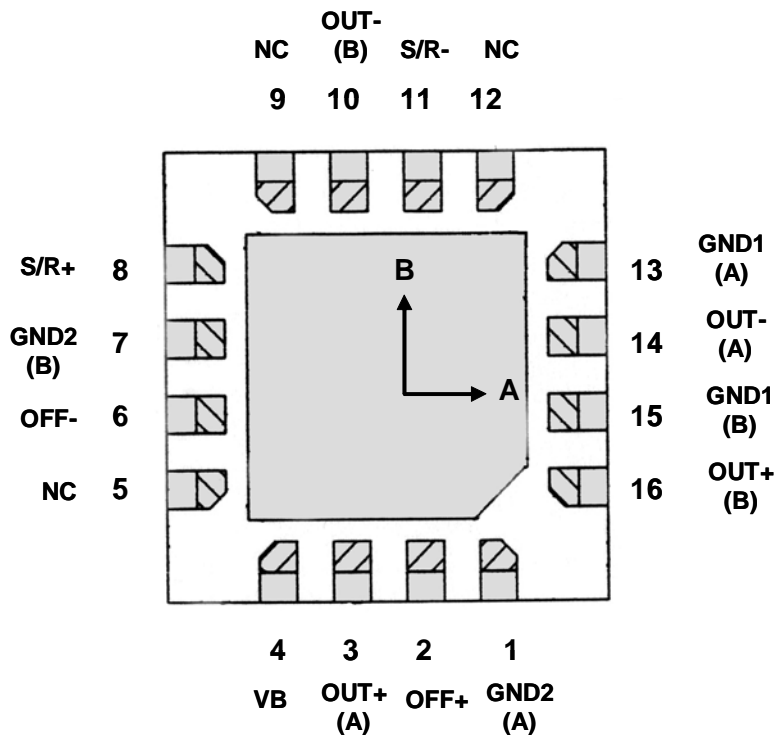 NC OUT- (B) S/R- NC
9 10 11 12
S/R+ 8
GND2 (B) 7
OFF- 6
NC 5
B
A
13 GND1 (A)
14 OUT- (A)
15 GND1 (B)
16 OUT+ (B)
4 3 2 1
VB OUT+ (A) OFF+ GND2 (A)